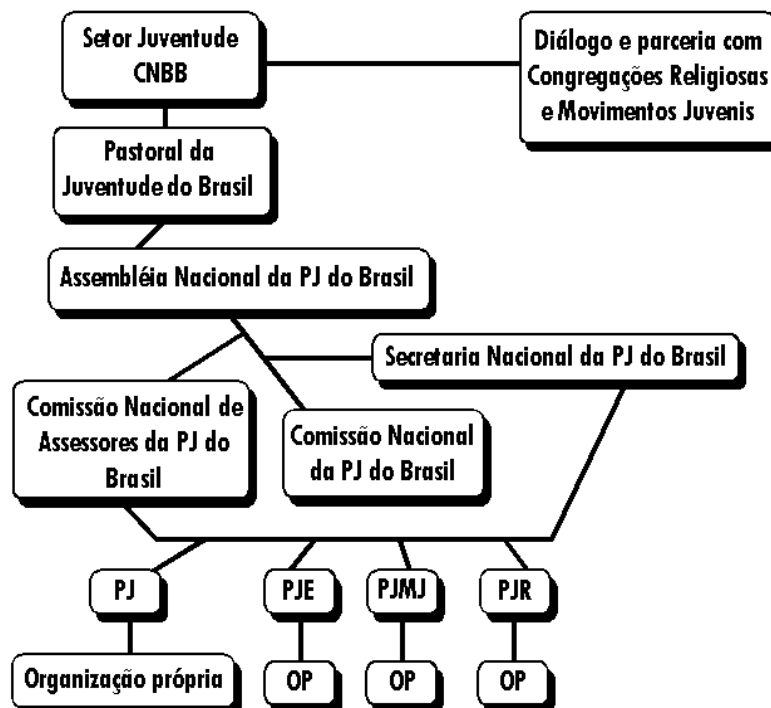 Setor Juventude
CNBB
Diálogo e parceria com
Congregações Religiosas
e Movimentos Juvenis
Pastoral da
Juventude do Brasil
Assembléia Nacional da PJ do Brasil
Secretaria Nacional da PJ do Brasil
Comissão Nacional de
Assessores da PJ do
Brasil
Comissão Nacional
da PJ do Brasil
PJ
PJE
PJMJ
PJR
Organização própria
OP
OP
OP